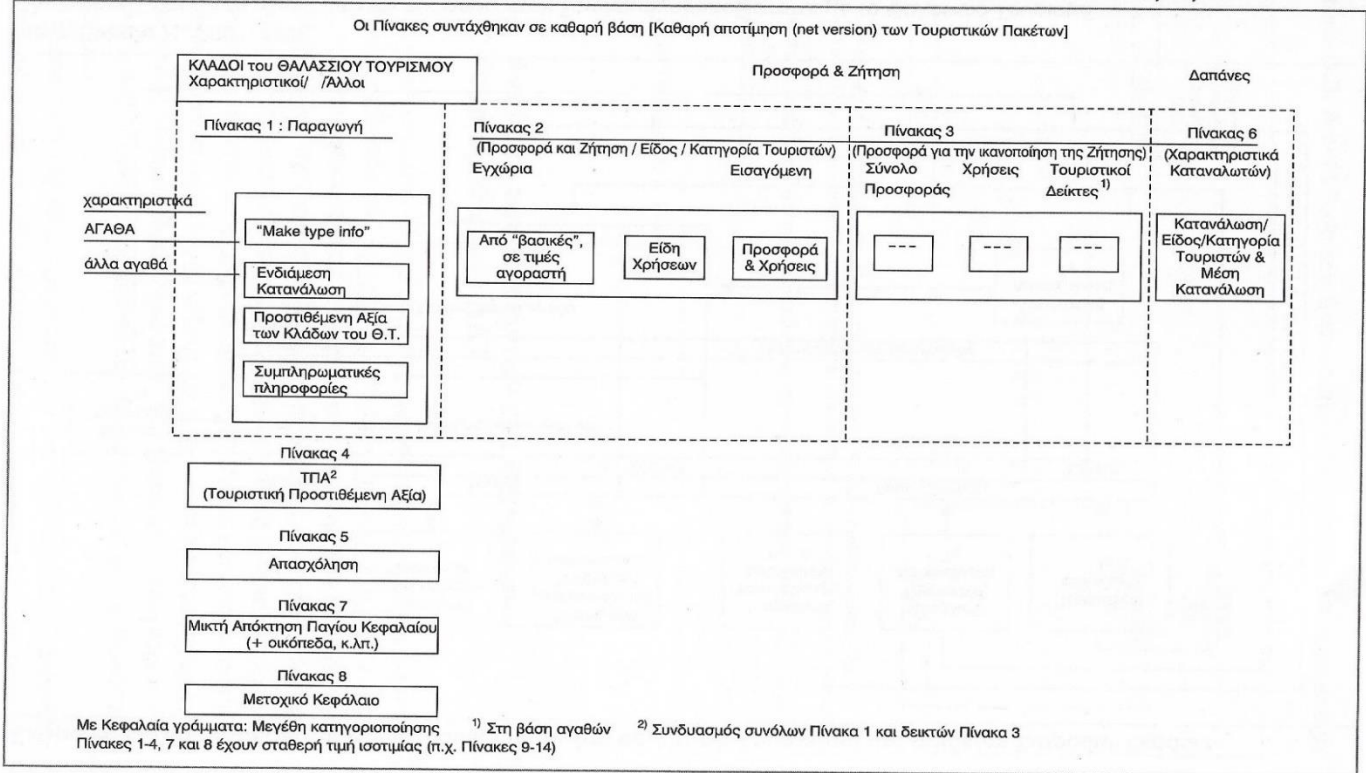 Οι Πίνακες συντάχθηκαν σε καθαρή βάση [Καθαρή αποτίμηση (net version) των Τουριστικών Πακέτων]
ΚΛΑΔΟΙ του ΘΑΛΑΣΣΙΟΥ ΤΟΥΡΙΣΜΟΥ
Χαρακτηριστικοί/ /Άλλοι
Προσφορά & Ζήτηση
Δαπάνες
Πίνακας 1 : Παραγωγή
Πίνακας 2
(Προσφορά και Ζήτηση / Είδος / Κατηγορία Τουριστών)
Εγχώρια
Εισαγόμενη
Πίνακας 3
(Προσφορά για την ικανοποίηση της Ζήτησης)
Σύνολο
Προσφοράς
Χρήσεις
Τουριστικοί
Δείκτες 1)
Πίνακας 6
(Χαρακτηριστικά
Καταναλωτών)
χαρακτηριστικά
ΑΓΑΘΑ
άλλα αγαθά
"Make type info"
Ενδιάμεση
Κατανάλωση
Προστιθέμενη Αξία
των Κλάδων του Θ.Τ.
Συμπληρωματικές
πληροφορίες
Από "βασικές",
σε τιμές
αγοραστή
Είδη
Χρήσεων
Προσφορά
& Χρήσεις
---
---
---
Κατανάλωση/
Είδος/Κατηγορία
Τουριστών &
Μέση
Κατανάλωση
Πίνακας 4
ΤΠΑ2
(Τουριστική Προστιθέμενη Αξία)
Πίνακας 5
Απασχόληση
Πίνακας 7
Μικτή Απόκτηση Παγίου Κεφαλαίου
(+ οικόπεδα, κ.λπ.)
Πίνακας 8
Μετοχικό Κεφάλαιο
Με Κεφαλαία γράμματα: Μεγέθη κατηγοριοποίησης 1) Στη βάση αγαθών 2) Συνδυασμός συνόλων Πίνακα 1 και δεικτών Πίνακα 3
Πίνακες 1-4, 7 και 8 έχουν σταθερή τιμή ισοτιμίας (π.χ. Πίνακες 9-14)